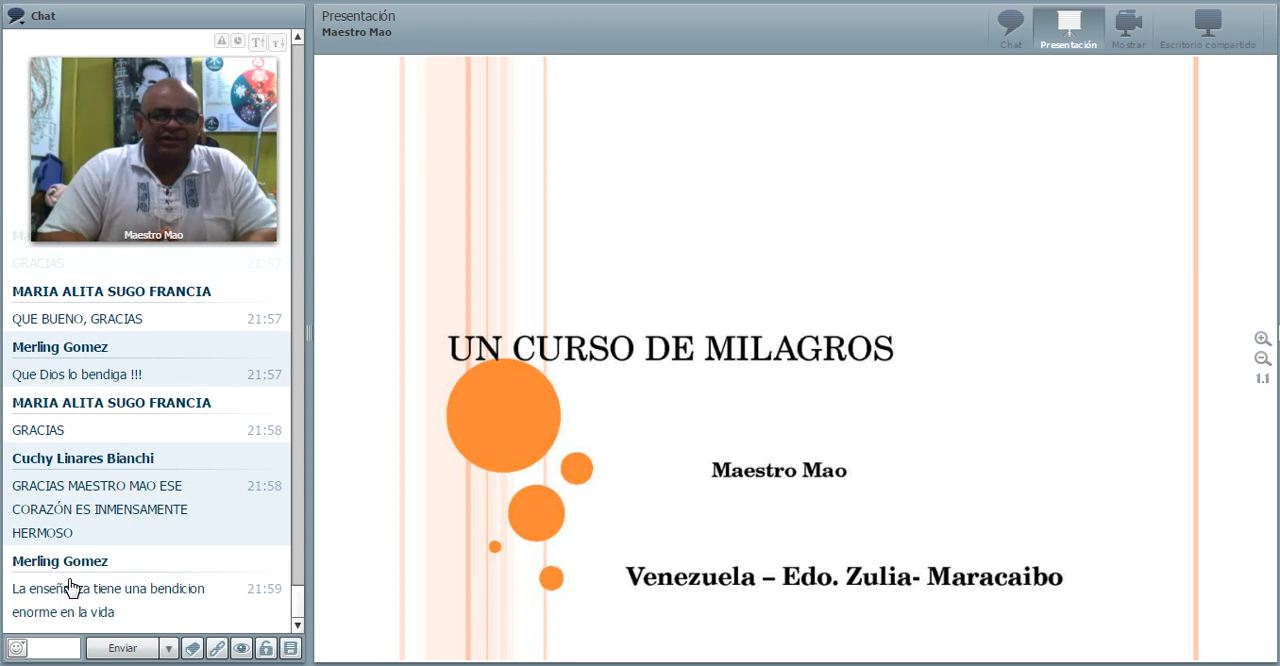 Chat
Maestro Mao
GRACIAS 21:57
MARIA ALITA SUGO FRANCIA
QUE BUENO, GRACIAS 21:57
Merling Gomez
Que Dios lo bendiga !!! 21:57
MARIA ALITA SUGO FRANCIA
GRACIAS 21:58
Cuchy Linares Bianchi
GRACIAS MAESTRO MAO ESE 21:58
CORAZÓN ES INMENSAMENTE
HERMOSO
Merling Gomez
La enseñanza tiene una bendicion 21:59
enorme en la vida
Enviar
Presentación
Maestro Mao
Chat
Presentación
Mostrar
Escritorio compartido
UN CURSO DE MILAGROS
Maestro Mao
Venezuela – Edo. Zulia- Maracaibo
1.1